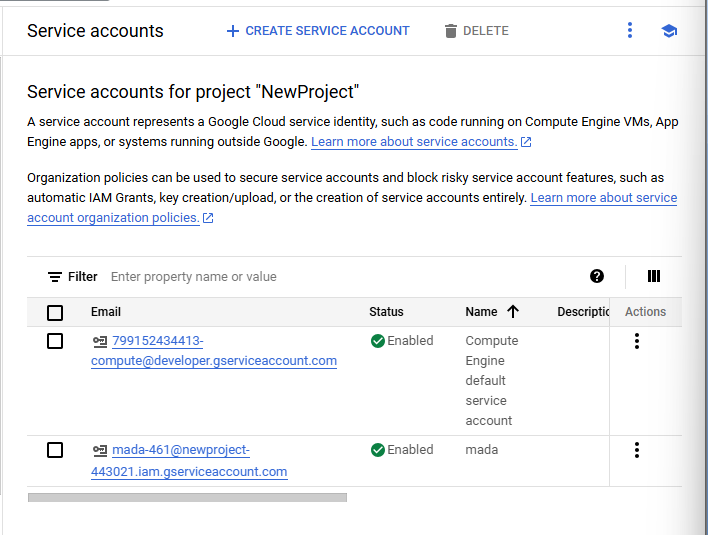 Service accounts CREATE SERVICE ACCOUNT DELETE
Service accounts for project "NewProject"
A service account represents a Google Cloud service identity, such as code running on Compute Engine VMs, App
Engine apps, or systems running outside Google. Learn more about service accounts.
Organization policies can be used to secure service accounts and block risky service account features, such as
automatic IAM Grants, key creation/upload, or the creation of service accounts entirely. Learn more about service
account organization policies.
Filter Enter property name or value
Email Status Name Descriptio Actions
799152434413- Enabled Compute
compute@developer.gserviceaccount.com Engine
default
service
account
mada-461@newproject- Enabled mada
443021.iam.gserviceaccount.com